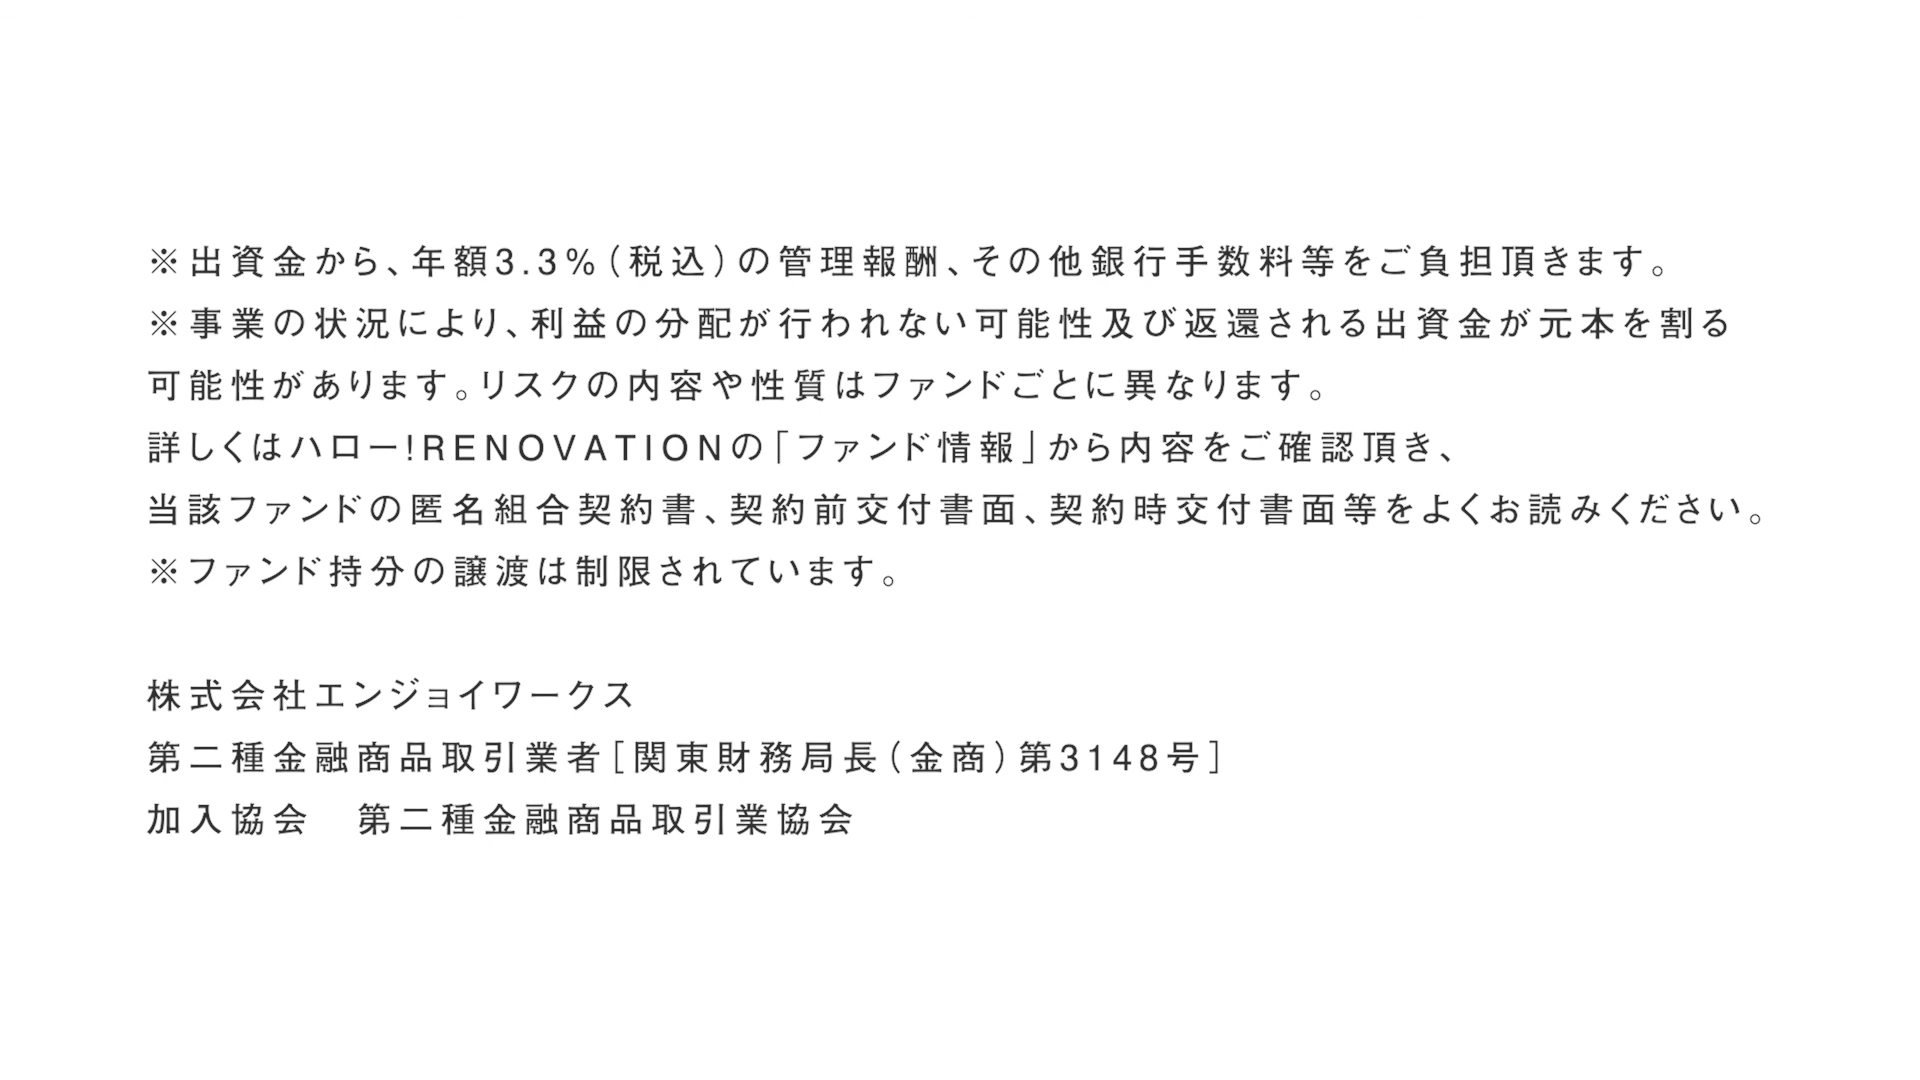 ※出資金から、年額3.3%（税込）の管理報酬、その他銀行手数料等をご負担頂きます。
※事業の状況により、利益の分配が行われない可能性及び返還される出資金が元本を割る
可能性があります。リスクの内容や性質はファンドごとに異なります。
詳しくはハロー!RENOVATIONの「ファンド情報」から内容をご確認頂き、
当該ファンドの匿名組合契約書、契約前交付書面、契約時交付書面等をよくお読みください。
※ファンド持分の譲渡は制限されています。
株式会社エンジョイワークス
第二種金融商品取引業者［関東財務局長（金商）第3148号］
加入協会　第二種金融商品取引業協会